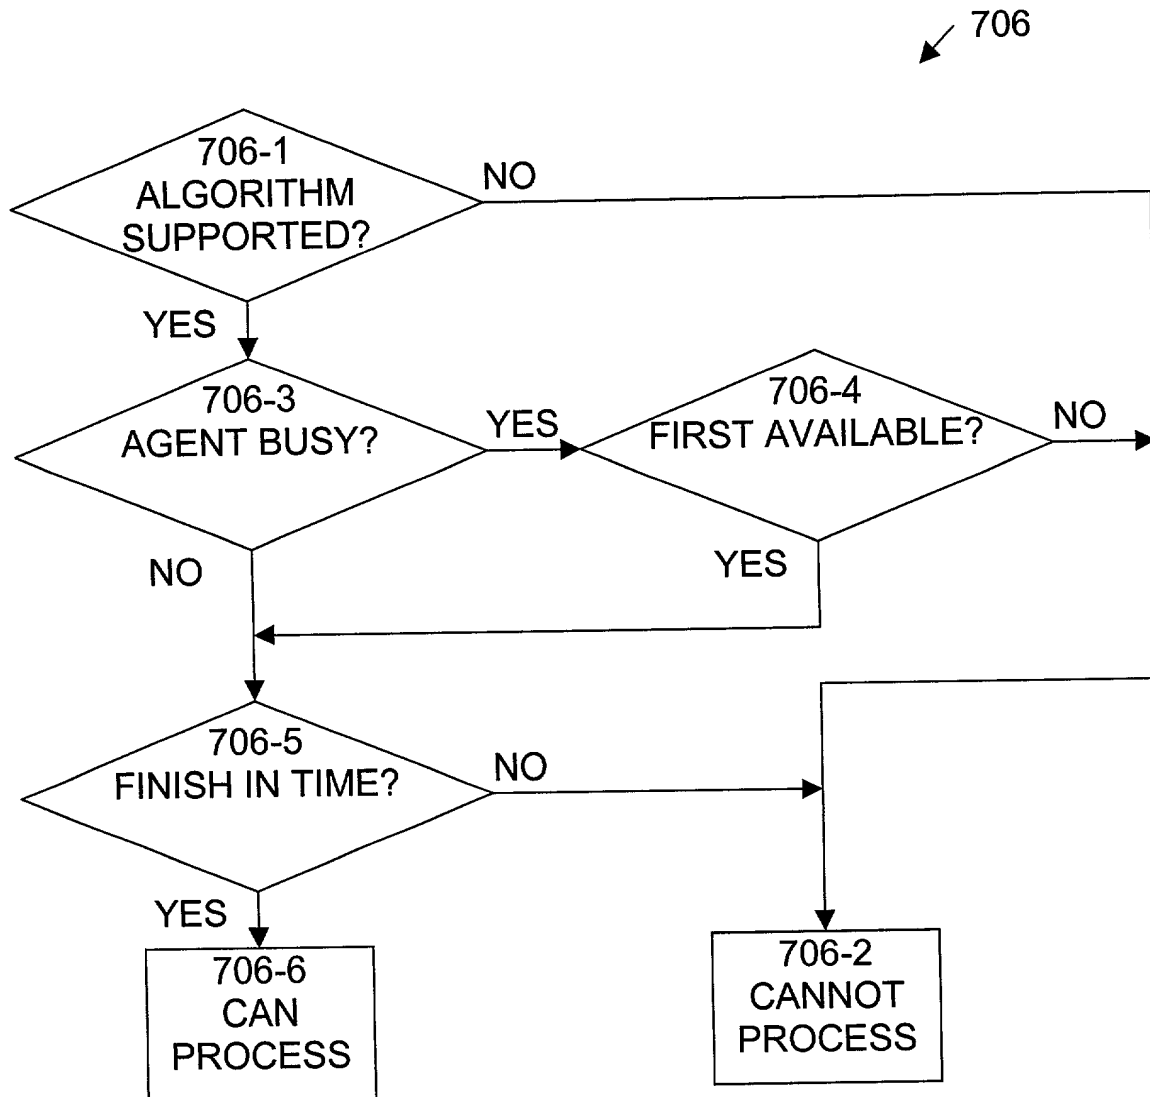 706
706-1
ALGORITHM
SUPPORTED?
NO
YES
706-3
AGENT BUSY?
YES
706-4
FIRST AVAILABLE?
NO
NO
YES
706-5
FINISH IN TIME?
NO
YES
706-6
CAN
PROCESS
706-2
CANNOT
PROCESS